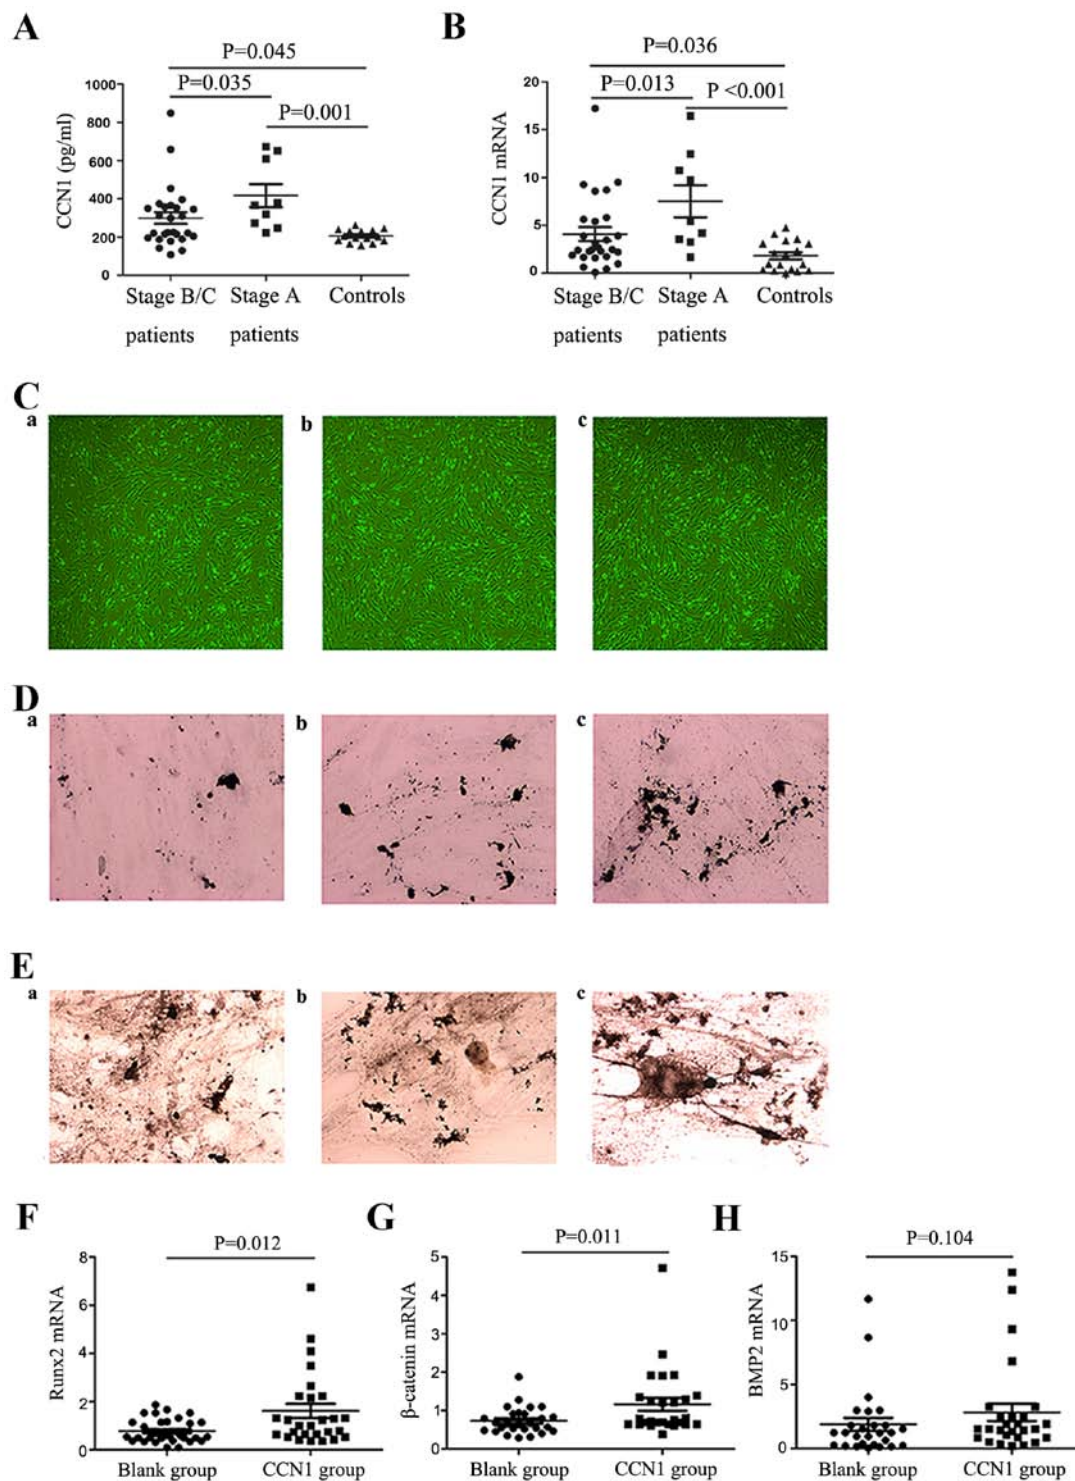 A
P=0.045
P=0.035
P=0.001
1000
800
600
400
200
0
CCN1 (pg/ml)
Stage B/C patients
Stage A patients
Controls
B
P=0.036
P=0.013
P <0.001
20
15
10
5
0
CCN1 mRNA
Stage B/C patients
Stage A patients
Controls
C
a
b
c
D
a
b
c
E
a
b
c
F
P=0.012
8
6
4
2
0
Runx2 mRNA
Blank group
CCN1 group
G
P=0.011
5
4
3
2
1
0
β-catenin mRNA
Blank group
CCN1 group
H
P=0.104
15
10
5
0
BMP2 mRNA
Blank group
CCN1 group